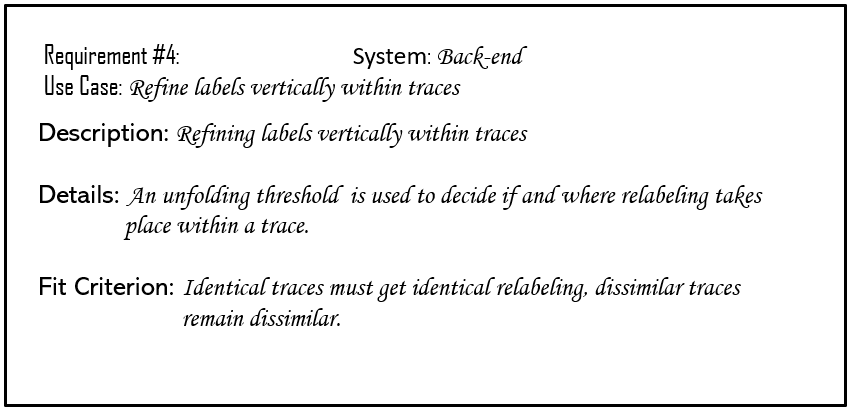 Requirement #4: System: Back-end
Use Case: Refine labels vertically within traces
Description: Refining labels vertically within traces
Details: An unfolding threshold is used to decide if and where relabeling takes
place within a trace.
Fit Criterion: Identical traces must get identical relabeling, dissimilar traces
remain dissimilar.